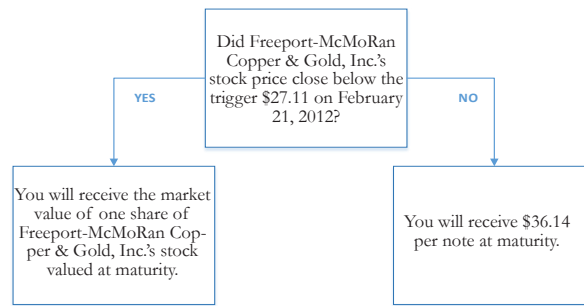 Did Freeport-McMoRan
Copper & Gold, Inc.'s
stock price close below the
trigger $27.11 on February
21, 2012?
YES
NO
You will receive the market
value of one share of
Freeport-McMoRan Cop-
per & Gold, Inc.'s stock
valued at maturity.
You will receive $36.14
per note at maturity.